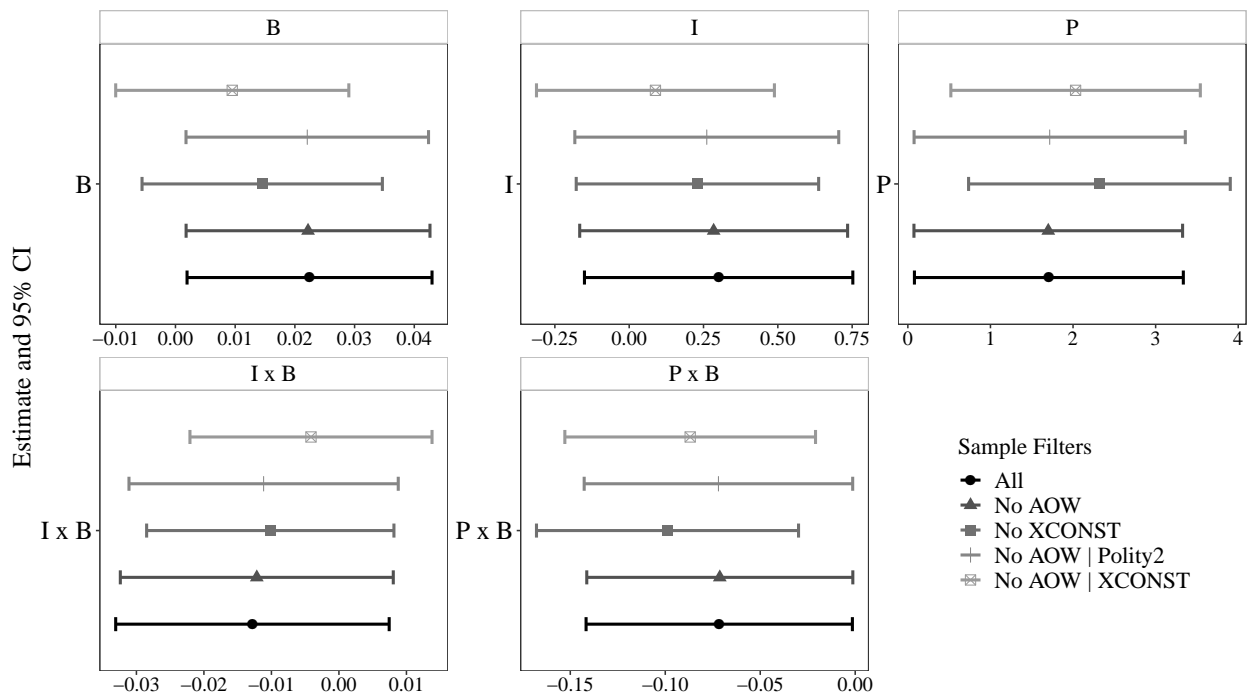 B
I
P
B
I
P
−0.01 0.00 0.01 0.02 0.03 0.04
−0.25 0.00 0.25 0.50 0.75
0 1 2 3 4
Estimate and 95% CI
I x B
P x B
I x B
P x B
−0.03 −0.02 −0.01 0.00 0.01
−0.15 −0.10 −0.05 0.00
Sample Filters
All
No AOW
No XCONST
No AOW | Polity2
No AOW | XCONST